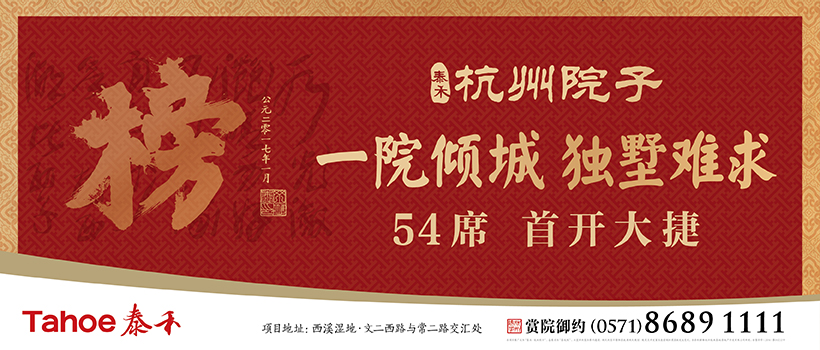 榜
公元二零一七年一月
泰禾 杭州院子
一院倾城 独墅难求
54席 首开大捷
Tahoe 泰禾
项目地址：西溪湿地·文二西路与常二路交汇处
赏院御约 (0571) 8689 1111